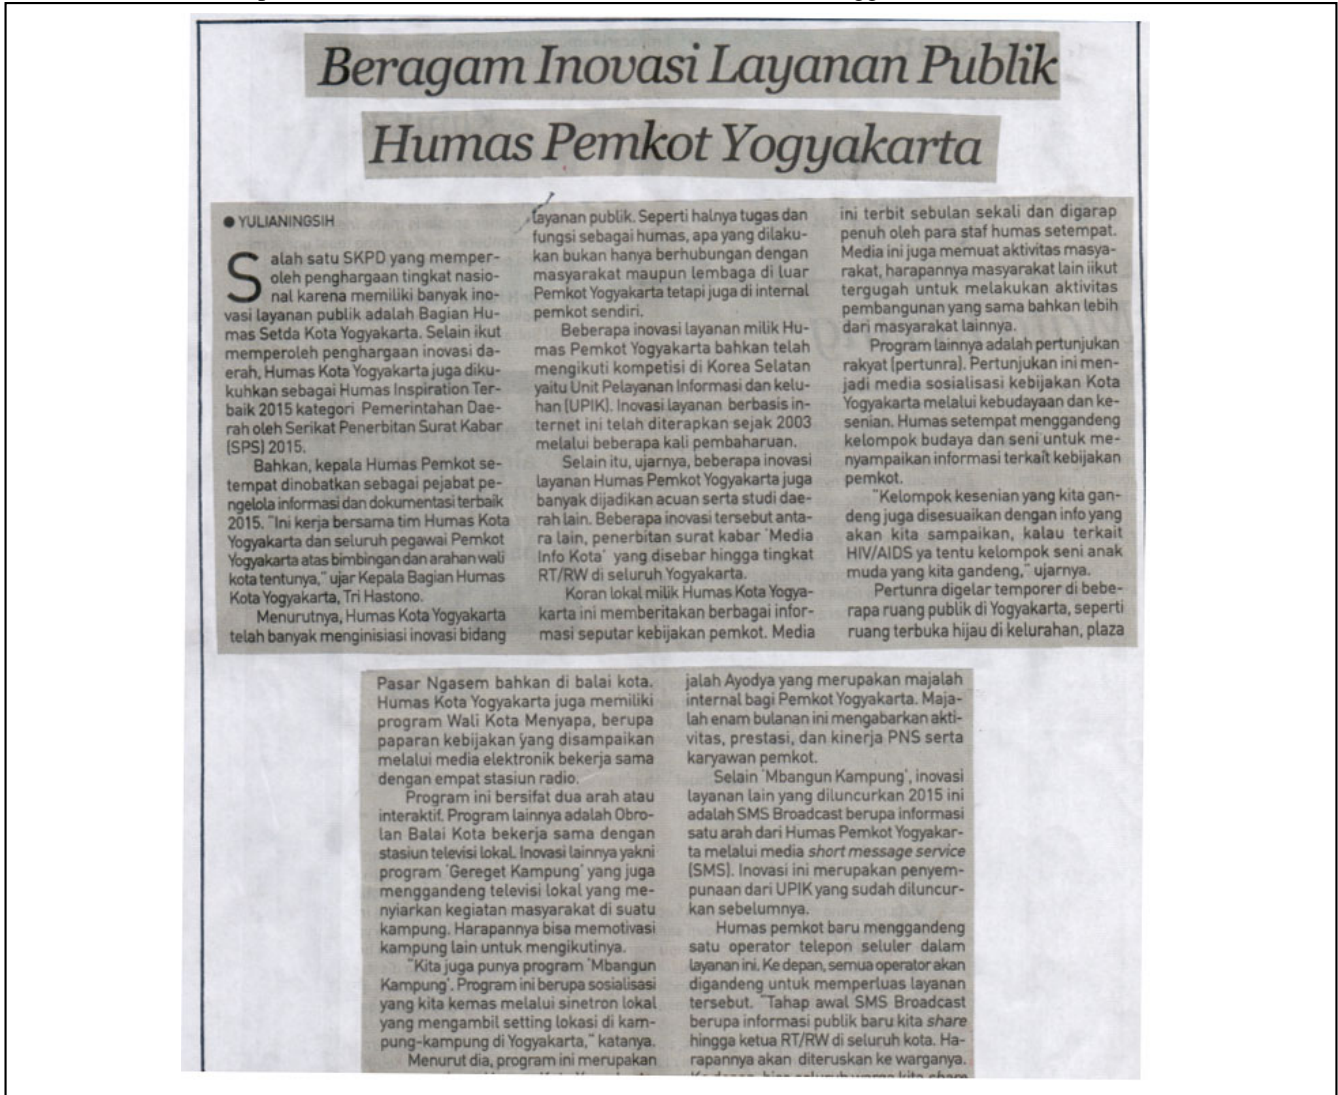 Beragam Inovasi Layanan Publik
Humas Pemkot Yogyakarta
● YULIANINGSIH
Salah satu SKPD yang memper-
oleh penghargaan tingkat nasio-
nal karena memiliki banyak ino-
vasi layanan publik adalah Bagian Hu-
mas Setda Kota Yogyakarta. Selain ikut
memperoleh penghargaan inovasi da-
erah, Humas Kota Yogyakarta juga diku-
kuhkan sebagai Humas Inspiration Ter-
baik 2015 kategori Pemerintahan Dae-
rah oleh Serikat Penerbitan Surat Kabar
(SPS) 2015.
Bahkan, kepala Humas Pemkot se-
tempat dinobatkan sebagai pejabat pe-
ngelola informasi dan dokumentasi terbaik
2015. "Ini kerja bersama tim Humas Kota
Yogyakarta dan seluruh pegawai Pemkot
Yogyakarta atas bimbingan dan arahan wali
kota tentunya," ujar Kepala Bagian Humas
Kota Yogyakarta, Tri Hastono.
Menurutnya, Humas Kota Yogyakarta
telah banyak menginisiasi inovasi bidang
layanan publik. Seperti halnya tugas dan
fungsi sebagai humas, apa yang dilaku-
kan bukan hanya berhubungan dengan
masyarakat maupun lembaga di luar
Pemkot Yogyakarta tetapi juga di internal
pemkot sendiri.
Beberapa inovasi layanan milik Hu-
mas Pemkot Yogyakarta bahkan telah
mengikuti kompetisi di Korea Selatan
yaitu Unit Pelayanan Informasi dan kelu-
han (UPIK). Inovasi layanan berbasis in-
ternet ini telah diterapkan sejak 2003
melalui beberapa kali pembaharuan.
Selain itu, ujarnya, beberapa inovasi
layanan Humas Pemkot Yogyakarta juga
banyak dijadikan acuan serta studi dae-
rah lain. Beberapa inovasi tersebut anta-
ra lain, penerbitan surat kabar 'Media
Info Kota' yang disebar hingga tingkat
RT/RW di seluruh Yogyakarta.
Koran lokal milik Humas Kota Yogya-
karta ini memberitakan berbagai infor-
masi seputar kebijakan pemkot. Media
ini terbit sebulan sekali dan digarap
penuh oleh para staf humas setempat.
Media ini juga memuat aktivitas masya-
rakat, harapannya masyarakat lain iikut
tergugah untuk melakukan aktivitas
pembangunan yang sama bahkan lebih
dari masyarakat lainnya.
Program lainnya adalah pertunjukan
rakyat (pertunra). Pertunjukan ini men-
jadi media sosialisasi kebijakan Kota
Yogyakarta melalui kebudayaan dan ke-
senian. Humas setempat menggandeng
kelompok budaya dan seni untuk me-
nyampaikan informasi terkait kebijakan
pemkot.
"Kelompok kesenian yang kita gan-
deng juga disesuaikan dengan info yang
akan kita sampaikan, kalau terkait
HIV/AIDS ya tentu kelompok seni anak
muda yang kita gandeng," ujarnya.
Pertunra digelar temporer di bebe-
rapa ruang publik di Yogyakarta, seperti
ruang terbuka hijau di kelurahan, plaza
Pasar Ngasem bahkan di balai kota.
Humas Kota Yogyakarta juga memiliki
program Wali Kota Menyapa, berupa
paparan kebijakan yang disampaikan
melalui media elektronik bekerja sama
dengan empat stasiun radio.
Program ini bersifat dua arah atau
interaktif. Program lainnya adalah Obro-
lan Balai Kota bekerja sama dengan
stasiun televisi lokal. Inovasi lainnya yakni
program 'Gereget Kampung' yang juga
menggandeng televisi lokal yang me-
nyiarkan kegiatan masyarakat di suatu
kampung. Harapannya bisa memotivasi
kampung lain untuk mengikutinya.
"Kita juga punya program 'Mbangun
Kampung'. Program ini berupa sosialisasi
yang kita kemas melalui sinetron lokal
yang mengambil setting lokasi di kam-
pung-kampung di Yogyakarta," katanya.
Menurut dia, program ini merupakan
jalah Ayodya yang merupakan majalah
internal bagi Pemkot Yogyakarta. Maja-
lah enam bulanan ini mengabarkan akti-
vitas, prestasi, dan kinerja PNS serta
karyawan pemkot.
Selain 'Mbangun Kampung', inovasi
layanan lain yang diluncurkan 2015 ini
adalah SMS Broadcast berupa informasi
satu arah dari Humas Pemkot Yogyakar-
ta melalui media short message service
(SMS). Inovasi ini merupakan penyem-
punaan dari UPIK yang sudah diluncur-
kan sebelumnya.
Humas pemkot baru menggandeng
satu operator telepon seluler dalam
layanan ini. Ke depan, semua operator akan
digandeng untuk memperluas layanan
tersebut. "Tahap awal SMS Broadcast
berupa informasi publik baru kita share
hingga ketua RT/RW di seluruh kota. Ha-
rapannya akan diteruskan ke warganya.